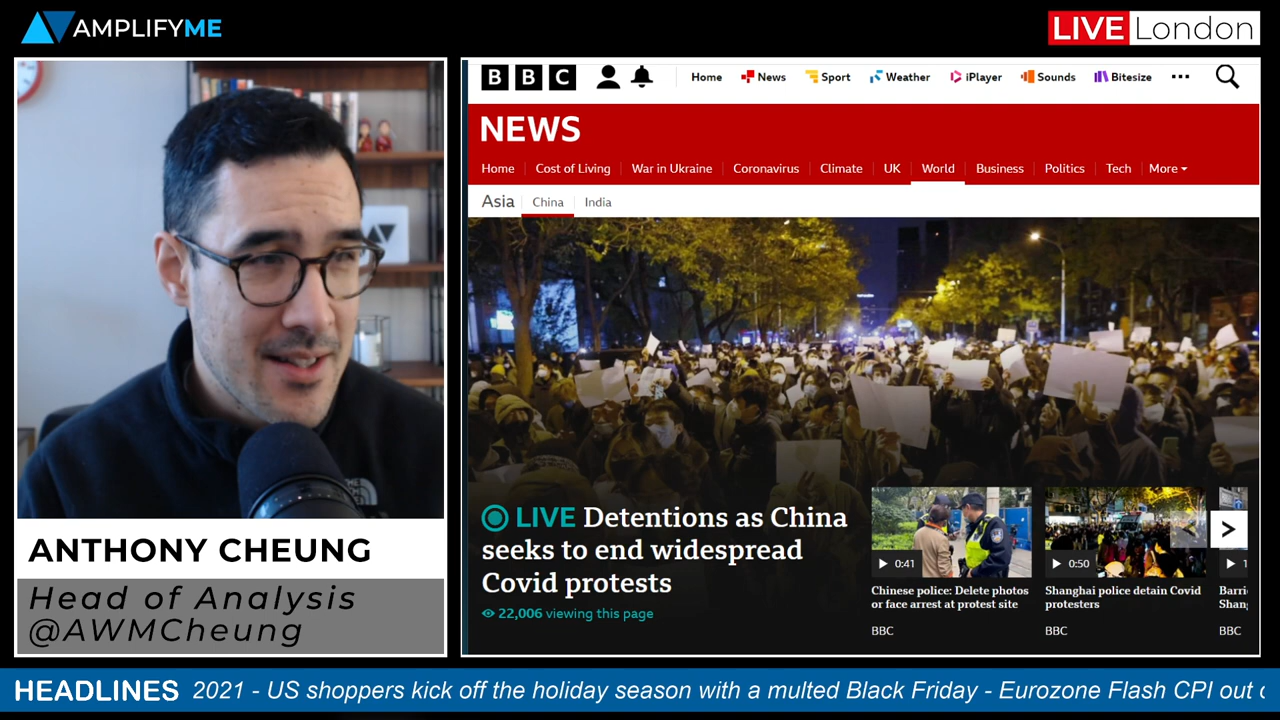 AMPLIFYME
LIVE London
BBC
Home
News
Sport
Weather
iPlayer
Sounds
Bitesize
NEWS
Home
Cost of Living
War in Ukraine
Coronavirus
Climate
UK
World
Business
Politics
Tech
More
Asia
China
India
LIVE Detentions as China
seeks to end widespread
Covid protests
22,006 viewing this page
0:41
Chinese police: Delete photos
or face arrest at protest site
BBC
0:50
Shanghai police detain Covid
protesters
BBC
BBC
ANTHONY CHEUNG
Head of Analysis
@AWMCheung
HEADLINES 2021 - US shoppers kick off the holiday season with a multed Black Friday - Eurozone Flash CPI out